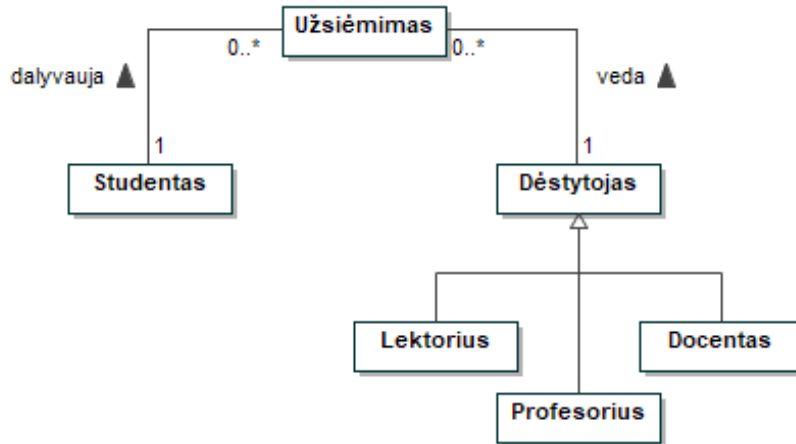 Užsiėmimas
0..*
0..*
dalyvauja
veda
1
1
Studentas
Dėstytojas
Lektorius
Docentas
Profesorius